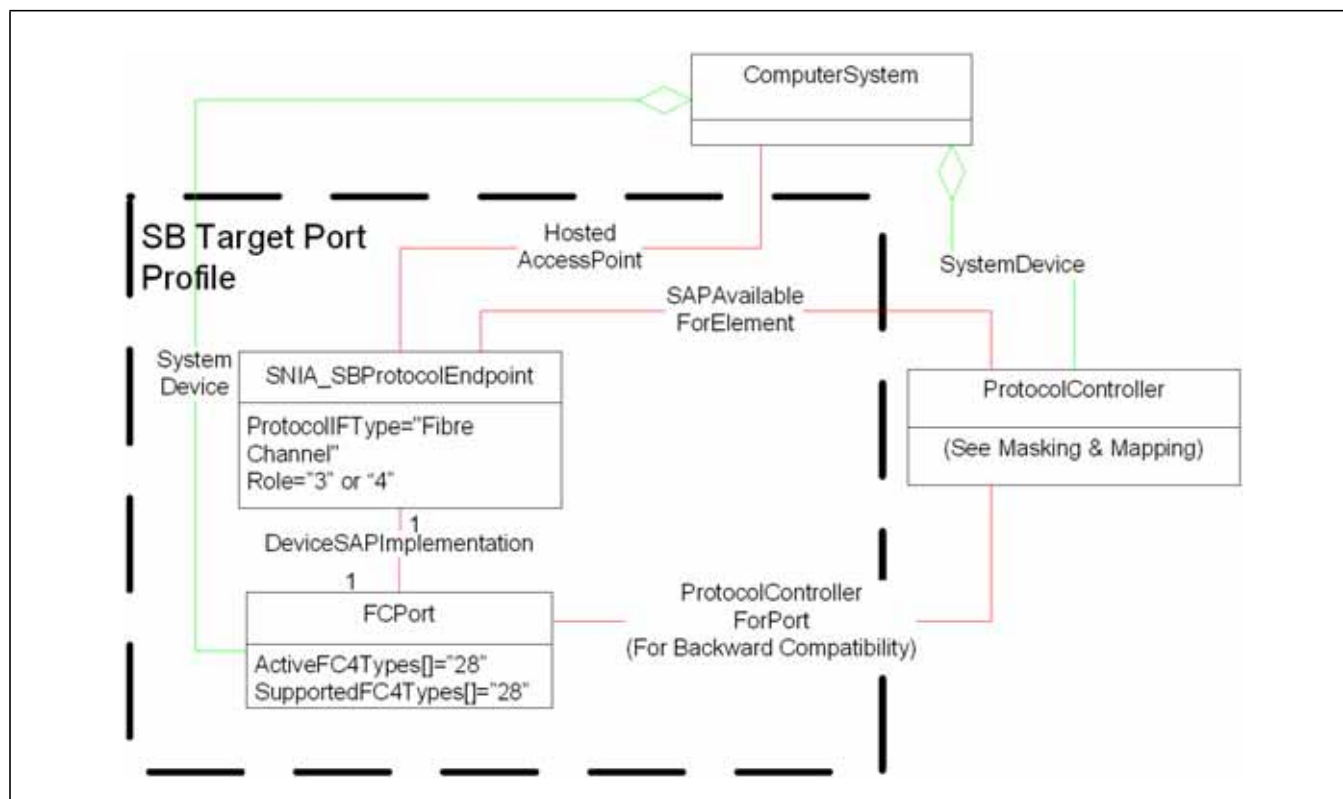 ComputerSystem
SB Target Port
Profile
Hosted
AccessPoint
SystemDevice
SAPAvailable
ForElement
System
Device
SNIA_SBProtocolEndpoint
ProtocolIFType="Fibre
Channel"
Role="3" or "4"
ProtocolController
(See Masking & Mapping)
1
DeviceSAPImplementation
1
FCPort
ActiveFC4Types[]="28"
SupportedFC4Types[]="28"
ProtocolController
ForPort
(For Backward Compatibility)